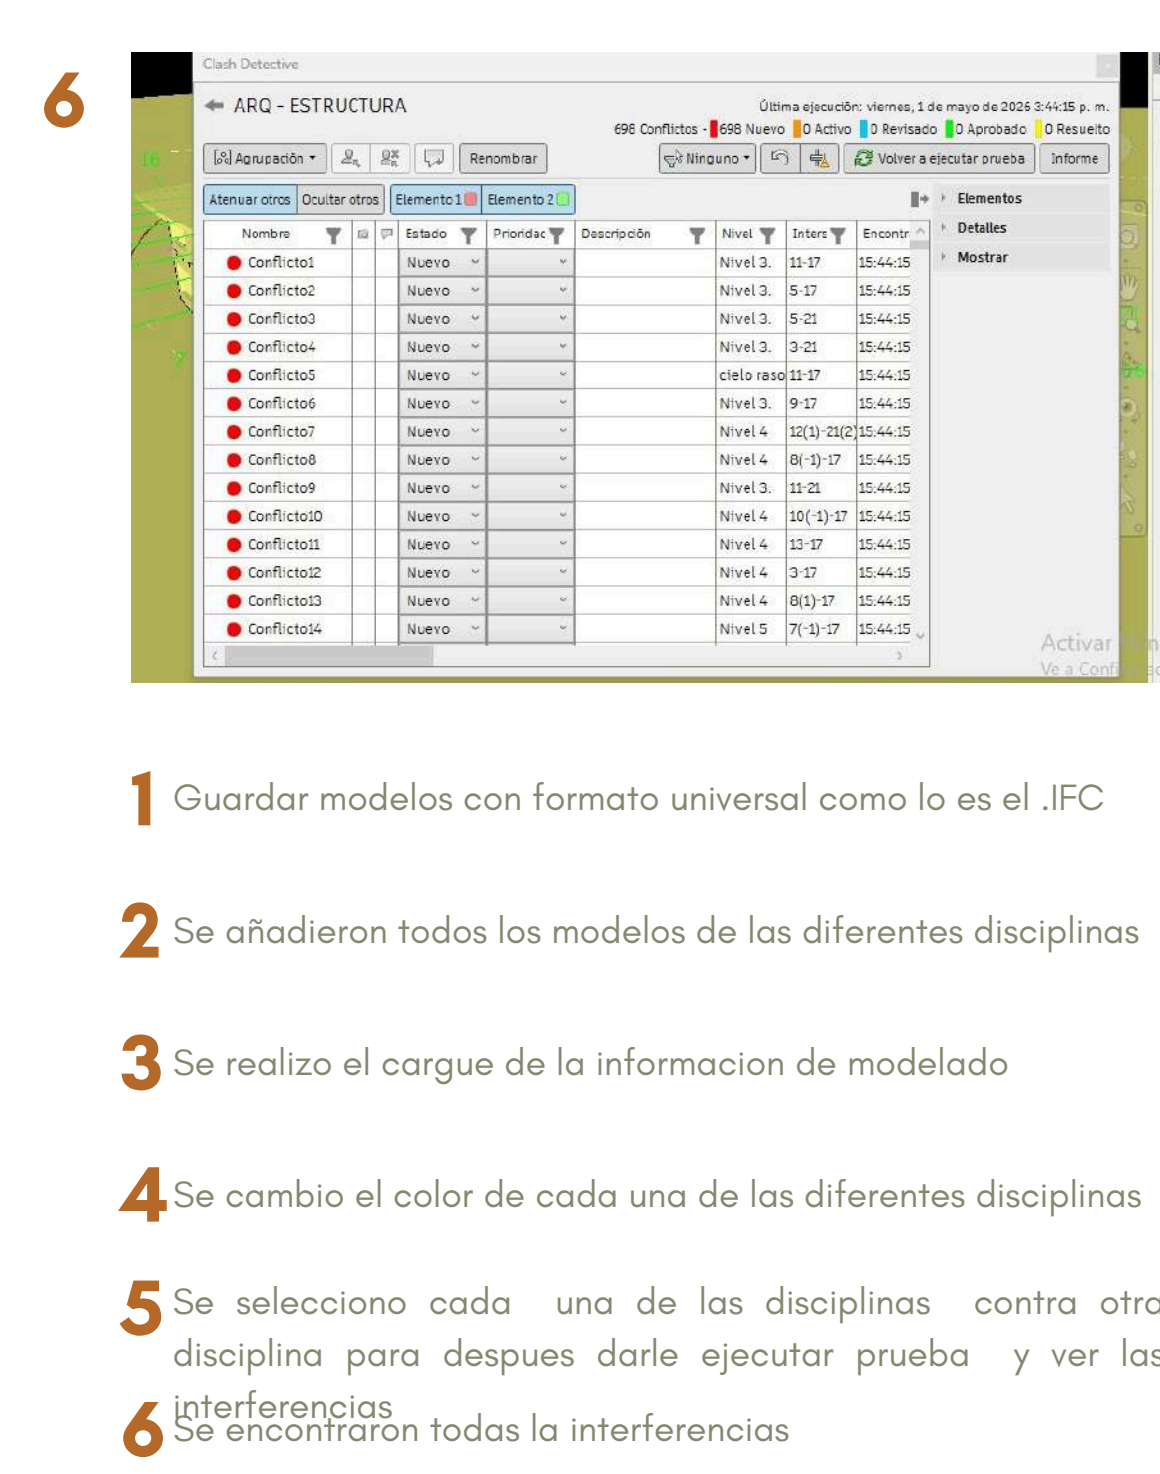 6
Clash Detective
ARQ - ESTRUCTURA
Última ejecución: viernes, 1 de mayo de 2026 3:44:15 p. m.
698 Conflictos - 698 Nuevo 0 Activo 0 Revisado 0 Aprobado 0 Resuelto
Agrupación Renombrar Ninguno Volver a ejecutar prueba Informe
Atenuar otros Ocultar otros Elemento 1 Elemento 2
Elementos
Detalles
Mostrar
Nombre Estado Prioridac Descripción Nivel Inters Encontr
Conflicto1 Nuevo Nivel 3. 11-17 15:44:15
Conflicto2 Nuevo Nivel 3. 5-17 15:44:15
Conflicto3 Nuevo Nivel 3. 5-21 15:44:15
Conflicto4 Nuevo Nivel 3. 3-21 15:44:15
Conflicto5 Nuevo cielo raso 11-17 15:44:15
Conflicto6 Nuevo Nivel 3. 9-17 15:44:15
Conflicto7 Nuevo Nivel 4 12(1)-21(2) 15:44:15
Conflicto8 Nuevo Nivel 4 8(-1)-17 15:44:15
Conflicto9 Nuevo Nivel 3. 11-21 15:44:15
Conflicto10 Nuevo Nivel 4 10(-1)-17 15:44:15
Conflicto11 Nuevo Nivel 4 13-17 15:44:15
Conflicto12 Nuevo Nivel 4 3-17 15:44:15
Conflicto13 Nuevo Nivel 4 8(1)-17 15:44:15
Conflicto14 Nuevo Nivel 5 7(-1)-17 15:44:15
Activar
Ve a Confi
1 Guardar modelos con formato universal como lo es el .IFC
2 Se añadieron todos los modelos de las diferentes disciplinas
3 Se realizo el cargue de la informacion de modelado
4 Se cambio el color de cada una de las diferentes disciplinas
5 Se selecciono cada una de las disciplinas contra otra
disciplina para despues darle ejecutar prueba y ver las
interferencias
6 Se encontraron todas la interferencias